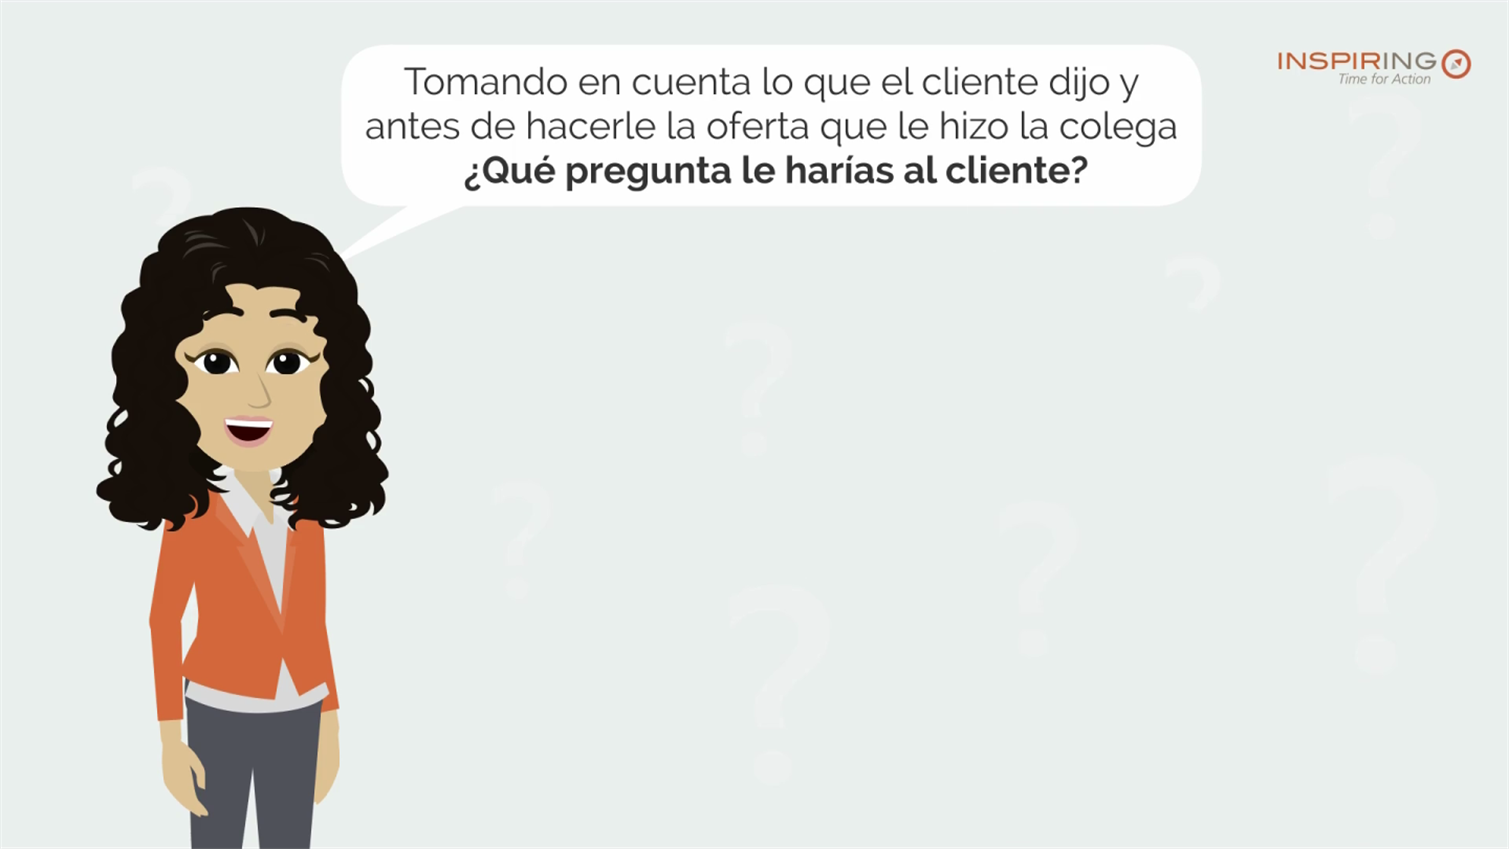 Tomando en cuenta lo que el cliente dijo y
antes de hacerle la oferta que le hizo la colega
¿Qué pregunta le harías al cliente?
INSPIRING
Time for Action
?
?
?
?
?
?
?
?